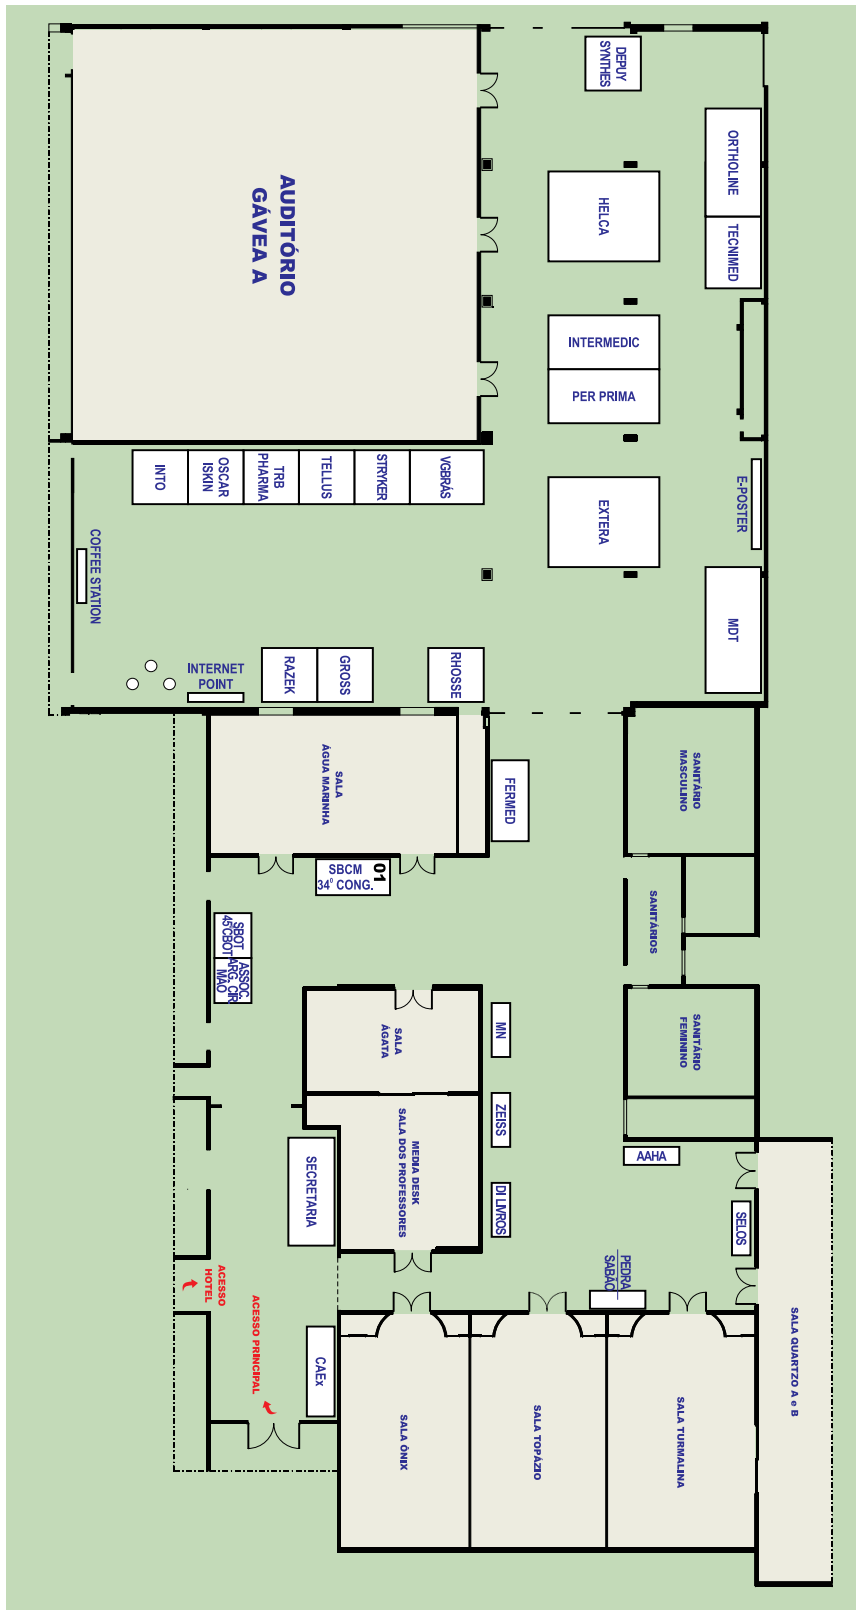 DEPUY
SYNTHES
ORTHOLINE
TECNIMED
HELCA
AUDITÓRIO
GÁVEA A
INTERMEDIC
PER PRIMA
INTO
OSCAR
ISKIN
TRB
PHARMA
TELLUS
STRYKER
VGBRÁS
EXTERA
E-POSTER
COFFEE STATION
MDT
INTERNET
POINT
RAZEK
GROSS
RHOSSE
SALA
ÁGUA MARINHA
FERMED
SANITÁRIO
MASCULINO
SBCM
34º CONG.
01
SANITÁRIOS
SBOT
45ºCBOT
ASSOC.
ARG. CIR
MÃO
SALA
ÁGATA
MN
SANITÁRIO
FEMININO
ZEISS
MEDIA DESK
SALA DOS PROFESSORES
SECRETARIA
AAHA
DI LIVROS
SELOS
PEDRA
SABÃO
ACESSO
HOTEL
ACESSO PRINCIPAL
CAEx
SALA ÔNIX
SALA TOPÁZIO
SALA TURMALINA
SALA QUARTZO A e B